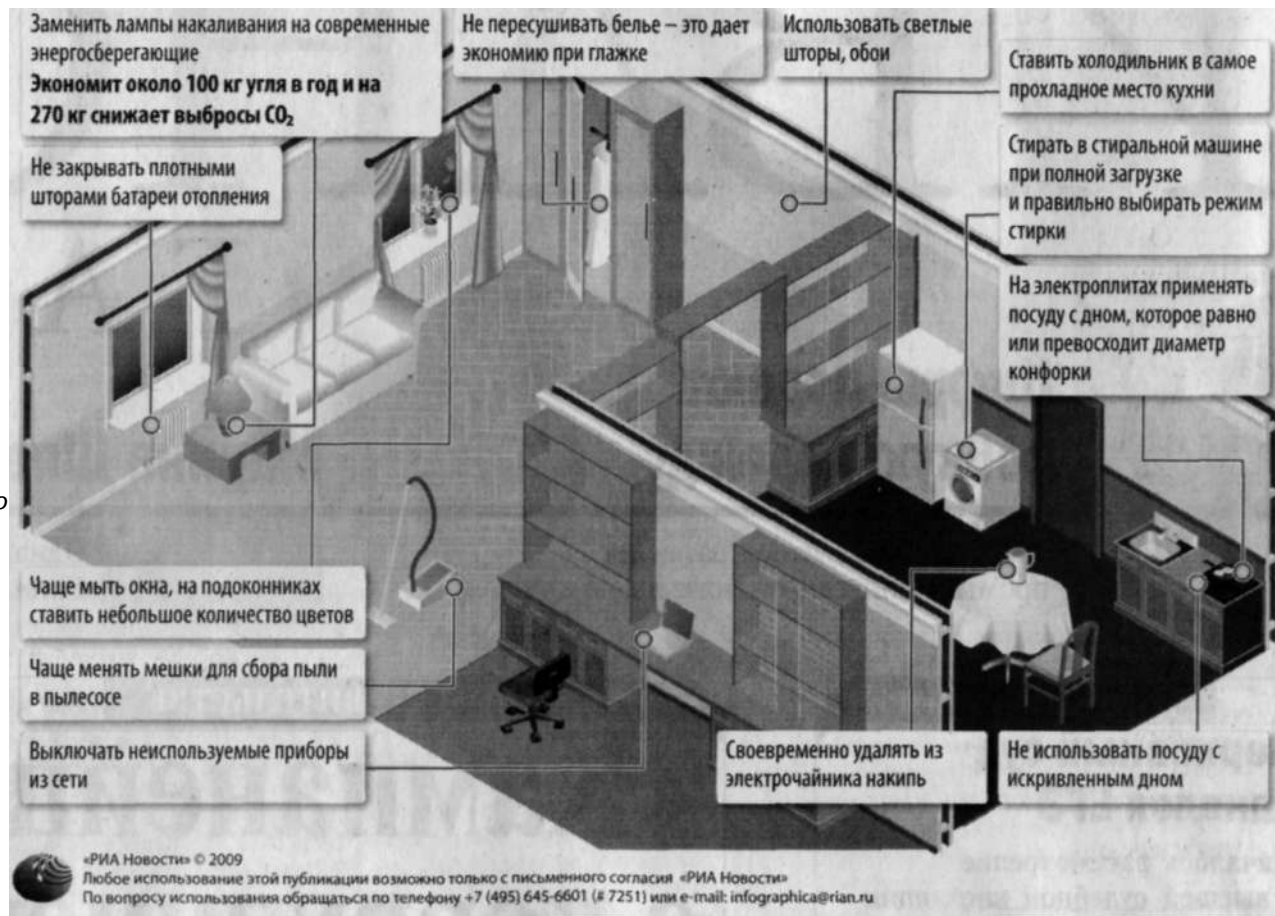 Заменить лампы накаливания на современные
энергосберегающие
Экономит около 100 кг угля в год и на
270 кг снижает выбросы CO₂
Не пересушивать белье – это дает
экономию при глажке
Использовать светлые
шторы, обои
Ставить холодильник в самое
прохладное место кухни
Не закрывать плотными
шторами батареи отопления
Стирать в стиральной машине
при полной загрузке
и правильно выбирать режим
стирки
На электроплитах применять
посуду с дном, которое равно
или превосходит диаметр
конфорки
Чаще мыть окна, на подоконниках
ставить небольшое количество цветов
Чаще менять мешки для сбора пыли
в пылесосе
Выключать неиспользуемые приборы
из сети
Своевременно удалять из
электрочайника накипь
Не использовать посуду с
искривленным дном
«РИА Новости» © 2009
Любое использование этой публикации возможно только с письменного согласия «РИА Новости»
По вопросу использования обращаться по телефону +7 (495) 645-6601 (# 7251) или e-mail: infographica@rian.ru